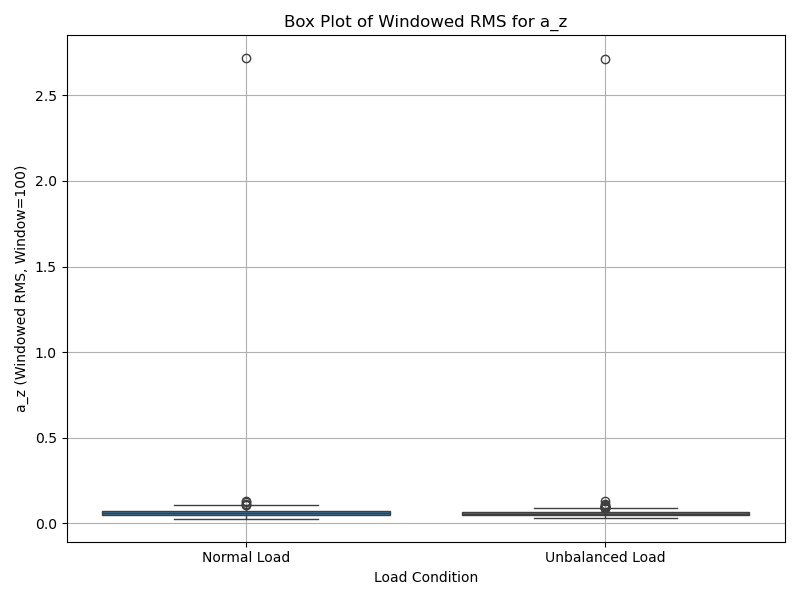 Box Plot of Windowed RMS for a_z
a_z (Windowed RMS, Window=100)
2.5
2.0
1.5
1.0
0.5
0.0
Normal Load
Unbalanced Load
Load Condition